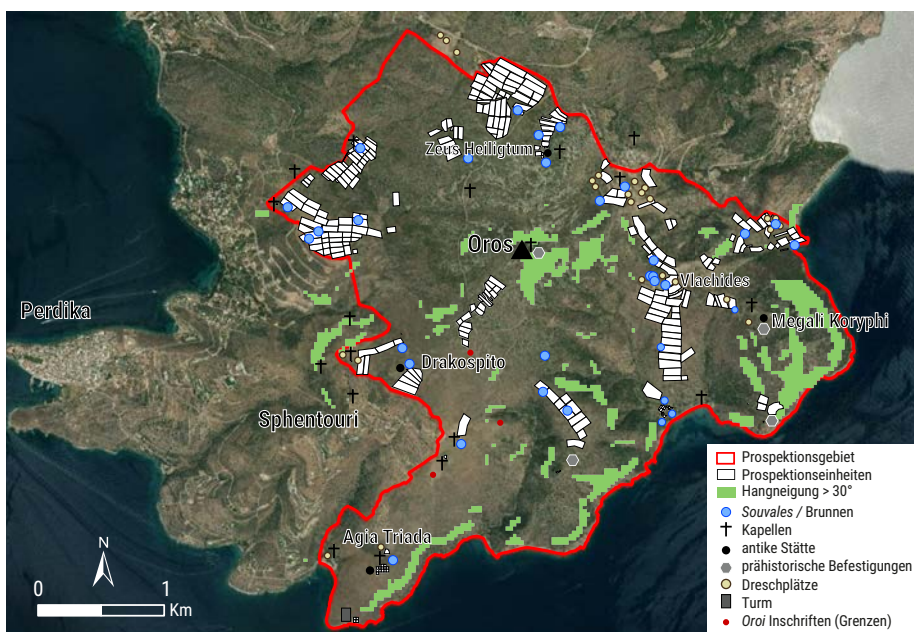 Zeus Heiligtum
Oros
Vlachides
Perdika
Megali Koryphi
Drakospito
Sphentouri
Agia Triada
N
0 1
Km
Prospektionsgebiet
Prospektionseinheiten
Hangneigung > 30°
Souvales / Brunnen
Kapellen
antike Stätte
prähistorische Befestigungen
Dreschplätze
Turm
Oroi Inschriften (Grenzen)